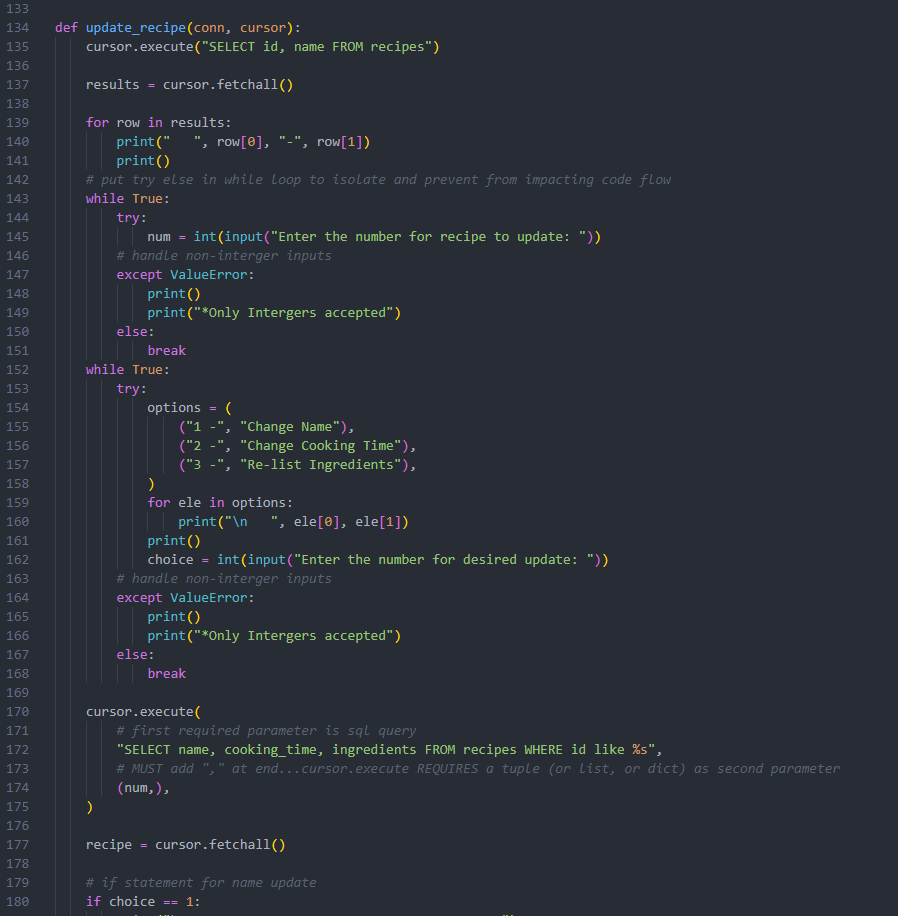 133
134 def update_recipe(conn, cursor):
135 cursor.execute("SELECT id, name FROM recipes")
136
137 results = cursor.fetchall()
138
139 for row in results:
140 print("   ", row[0], "-", row[1])
141 print()
142 # put try else in while loop to isolate and prevent from impacting code flow
143 while True:
144 try:
145 num = int(input("Enter the number for recipe to update: "))
146 # handle non-interger inputs
147 except ValueError:
148 print()
149 print("*Only Intergers accepted")
150 else:
151 break
152 while True:
153 try:
154 options = (
155 ("1 -", "Change Name"),
156 ("2 -", "Change Cooking Time"),
157 ("3 -", "Re-list Ingredients"),
158 )
159 for ele in options:
160 print("\n   ", ele[0], ele[1])
161 print()
162 choice = int(input("Enter the number for desired update: "))
163 # handle non-interger inputs
164 except ValueError:
165 print()
166 print("*Only Intergers accepted")
167 else:
168 break
169
170 cursor.execute(
171 # first required parameter is sql query
172 "SELECT name, cooking_time, ingredients FROM recipes WHERE id like %s",
173 # MUST add "," at end...cursor.execute REQUIRES a tuple (or list, or dict) as second parameter
174 (num,),
175 )
176
177 recipe = cursor.fetchall()
178
179 # if statement for name update
180 if choice == 1: